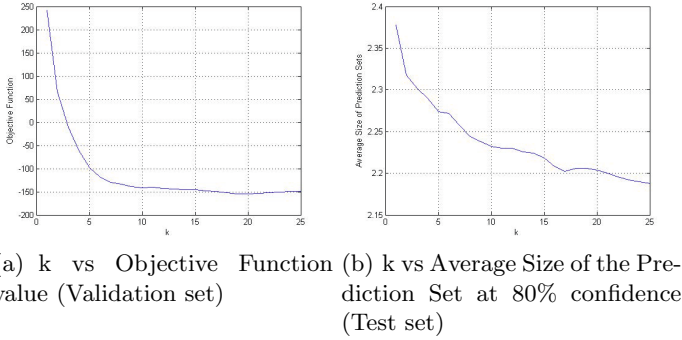 250
200
150
100
50
0
-50
-100
-150
-200
Objective Function
0 5 10 15 20 25
k
2.4
2.35
2.3
2.25
2.2
2.15
Average Size of Prediction Sets
0 5 10 15 20 25
k
a) k vs Objective Function
value (Validation set)
(b) k vs Average Size of the Pre-
diction Set at 80% confidence
(Test set)